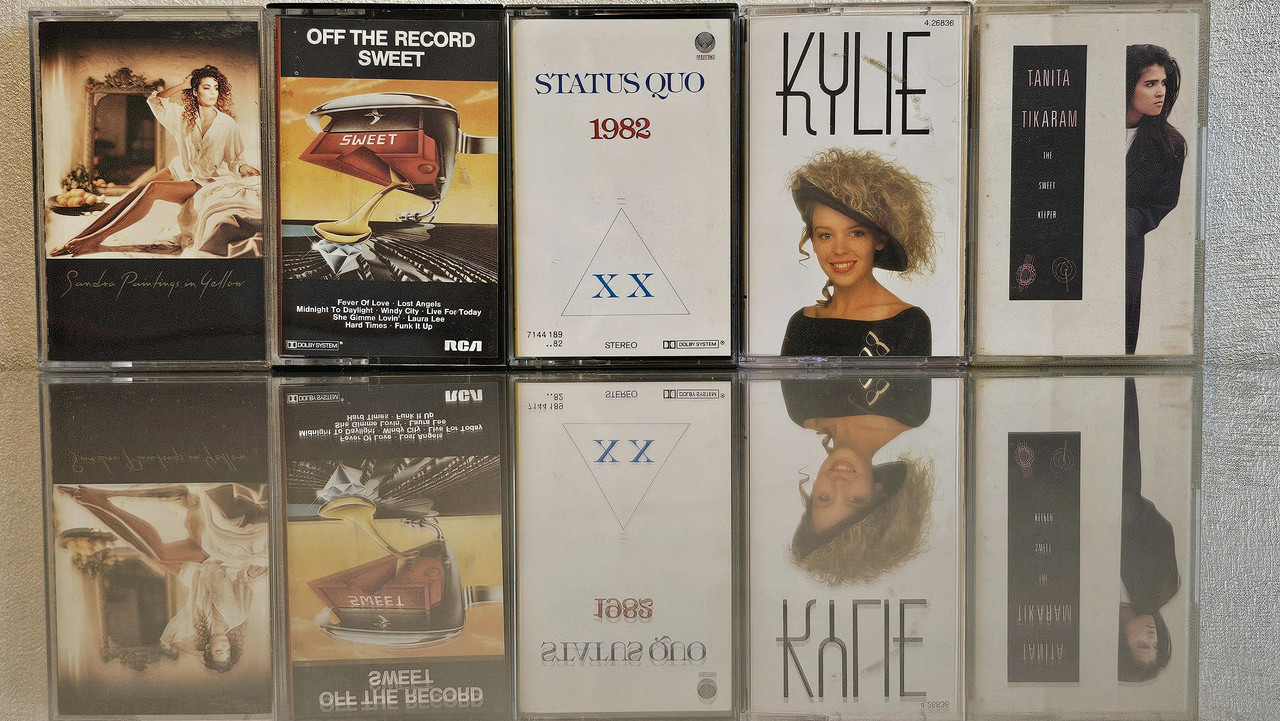 Sandra Paintings in Yellow
OFF THE RECORD
SWEET
SWEET
Fever Of Love · Lost Angels
Midnight To Daylight · Windy City · Live For Today
She Gimme Lovin' · Laura Lee
Hard Times · Funk It Up
DOLBY SYSTEM
RCA
STATUS QUO
1982
XX
7144 189
..82
STEREO
DOLBY SYSTEM
4.26836
KYLIE
TANITA
TIKARAM
THE
SWEET
KEEPER